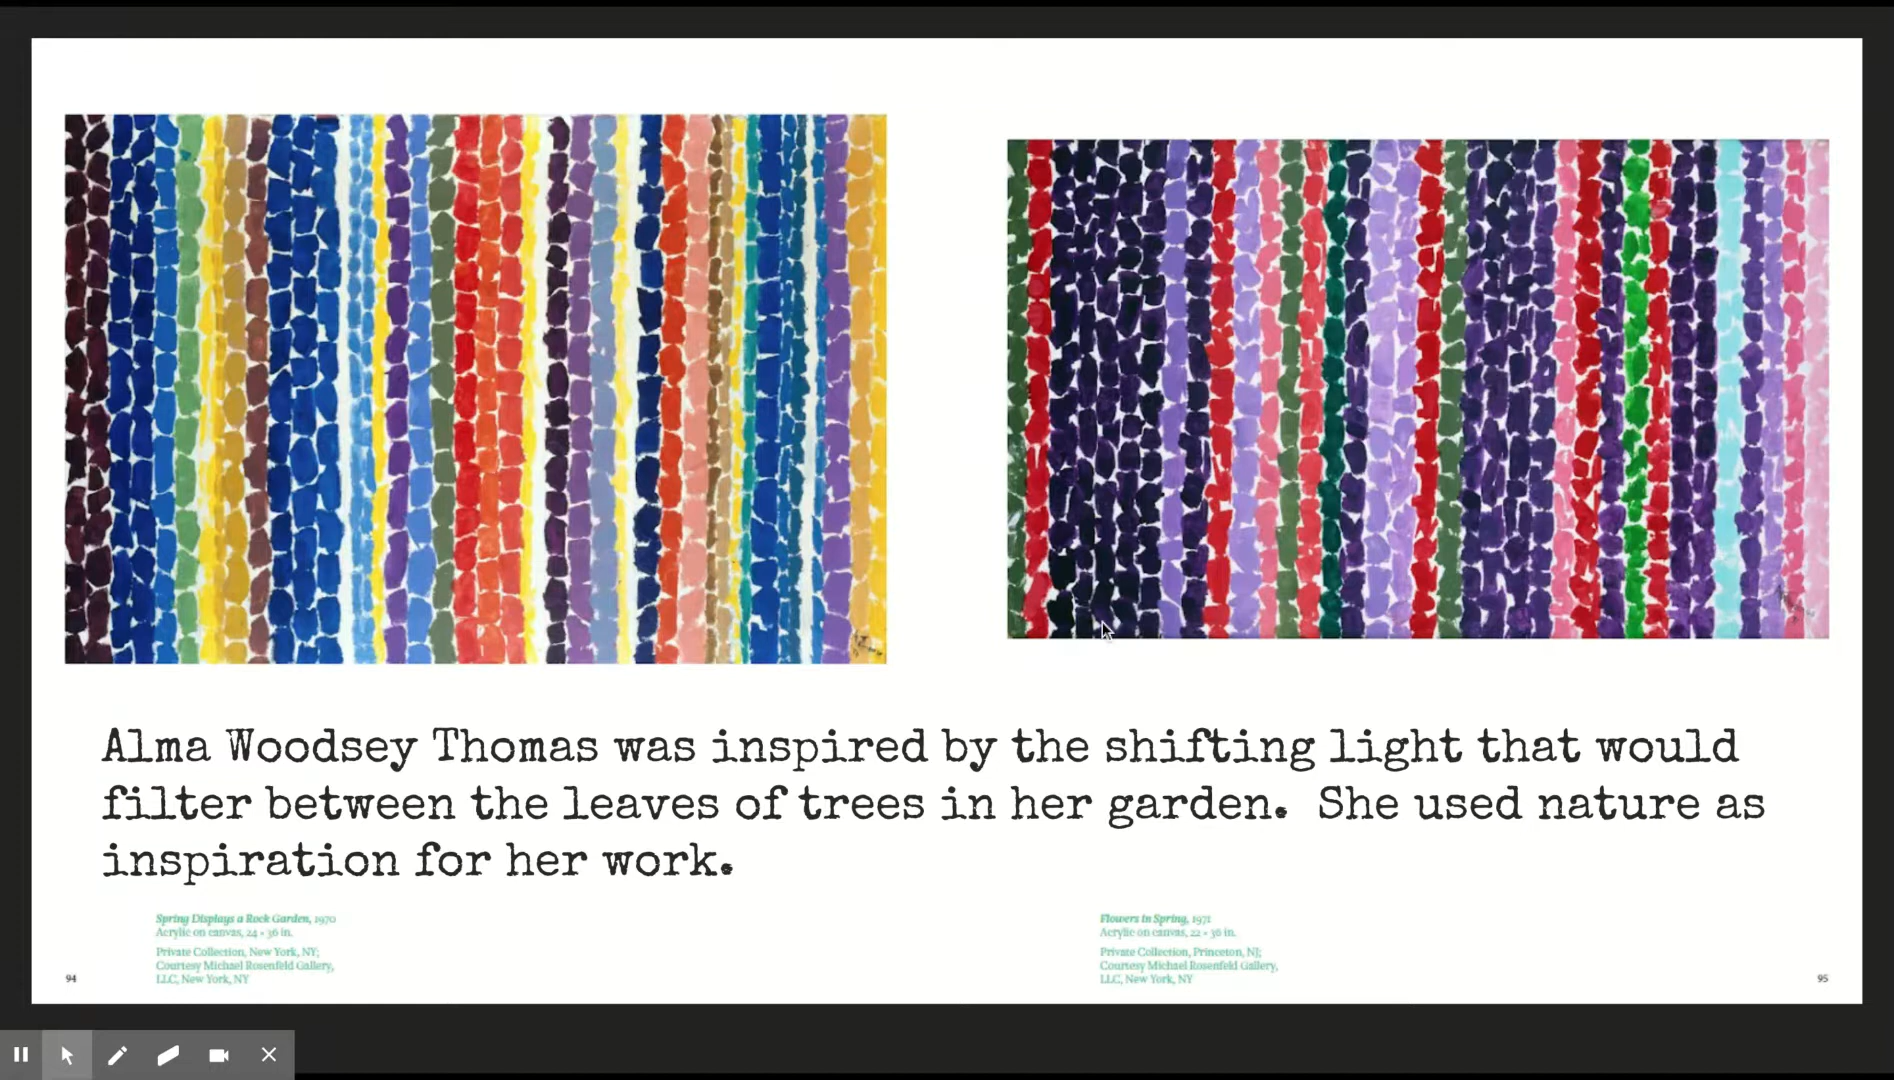 Alma Woodsey Thomas was inspired by the shifting light that would
filter between the leaves of trees in her garden.  She used nature as
inspiration for her work.
Spring Displays a Rock Garden, 1970
Acrylic on canvas, 24 × 36 in.
Private Collection, New York, NY;
Courtesy Michael Rosenfeld Gallery,
LLC, New York, NY
94
Flowers in Spring, 1971
Acrylic on canvas, 22 × 36 in.
Private Collection, Princeton, NJ;
Courtesy Michael Rosenfeld Gallery,
LLC, New York, NY
95